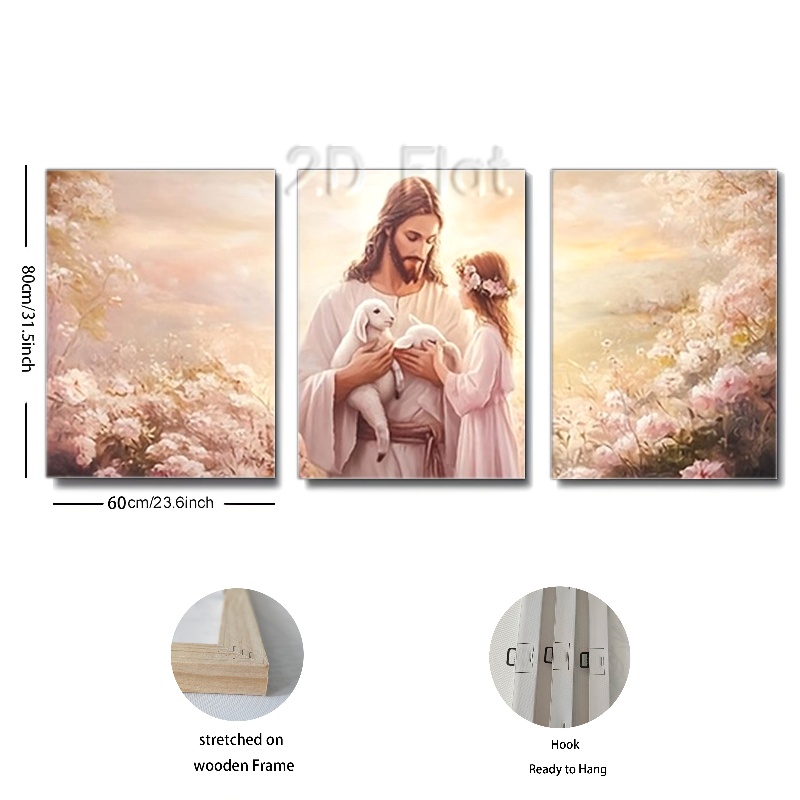 2D Flat
80cm/31.5inch
60cm/23.6inch
stretched on
wooden Frame
Hook
Ready to Hang